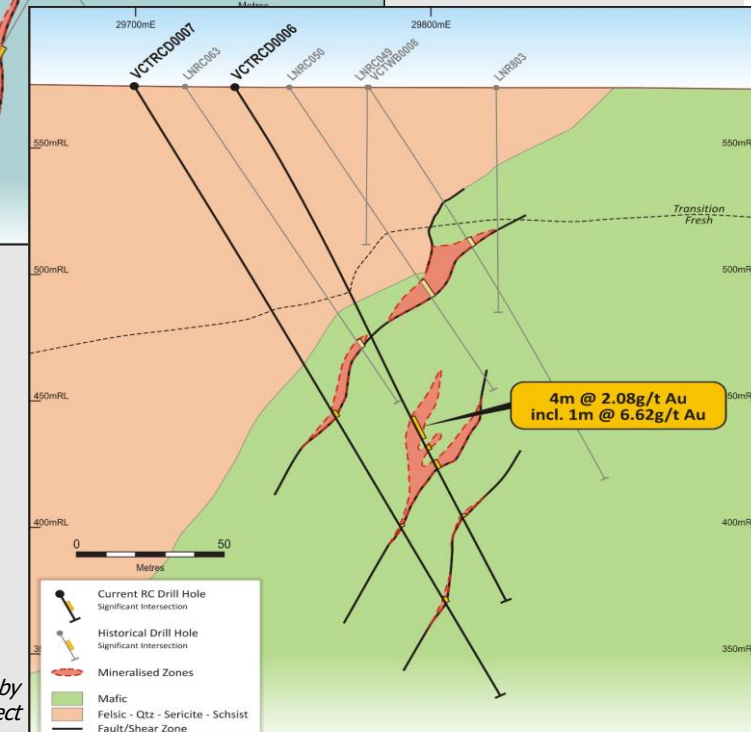 Metres
29700mE
29800mE
VCTRCD0007
LNRC063
VCTRCD0006
LNRC050
LNRC049
VCTWB0008
LNR803
550mRL
550mRL
Transition
Fresh
500mRL
500mRL
450mRL
4m @ 2.08g/t Au
incl. 1m @ 6.62g/t Au
400mRL
400mRL
0
50
Metres
Current RC Drill Hole
Significant Intersection
Historical Drill Hole
Significant Intersection
350mRL
Mineralised Zones
by
Mafic
ect
Felsic - Qtz - Sericite - Schsist
Fault/Shear Zone